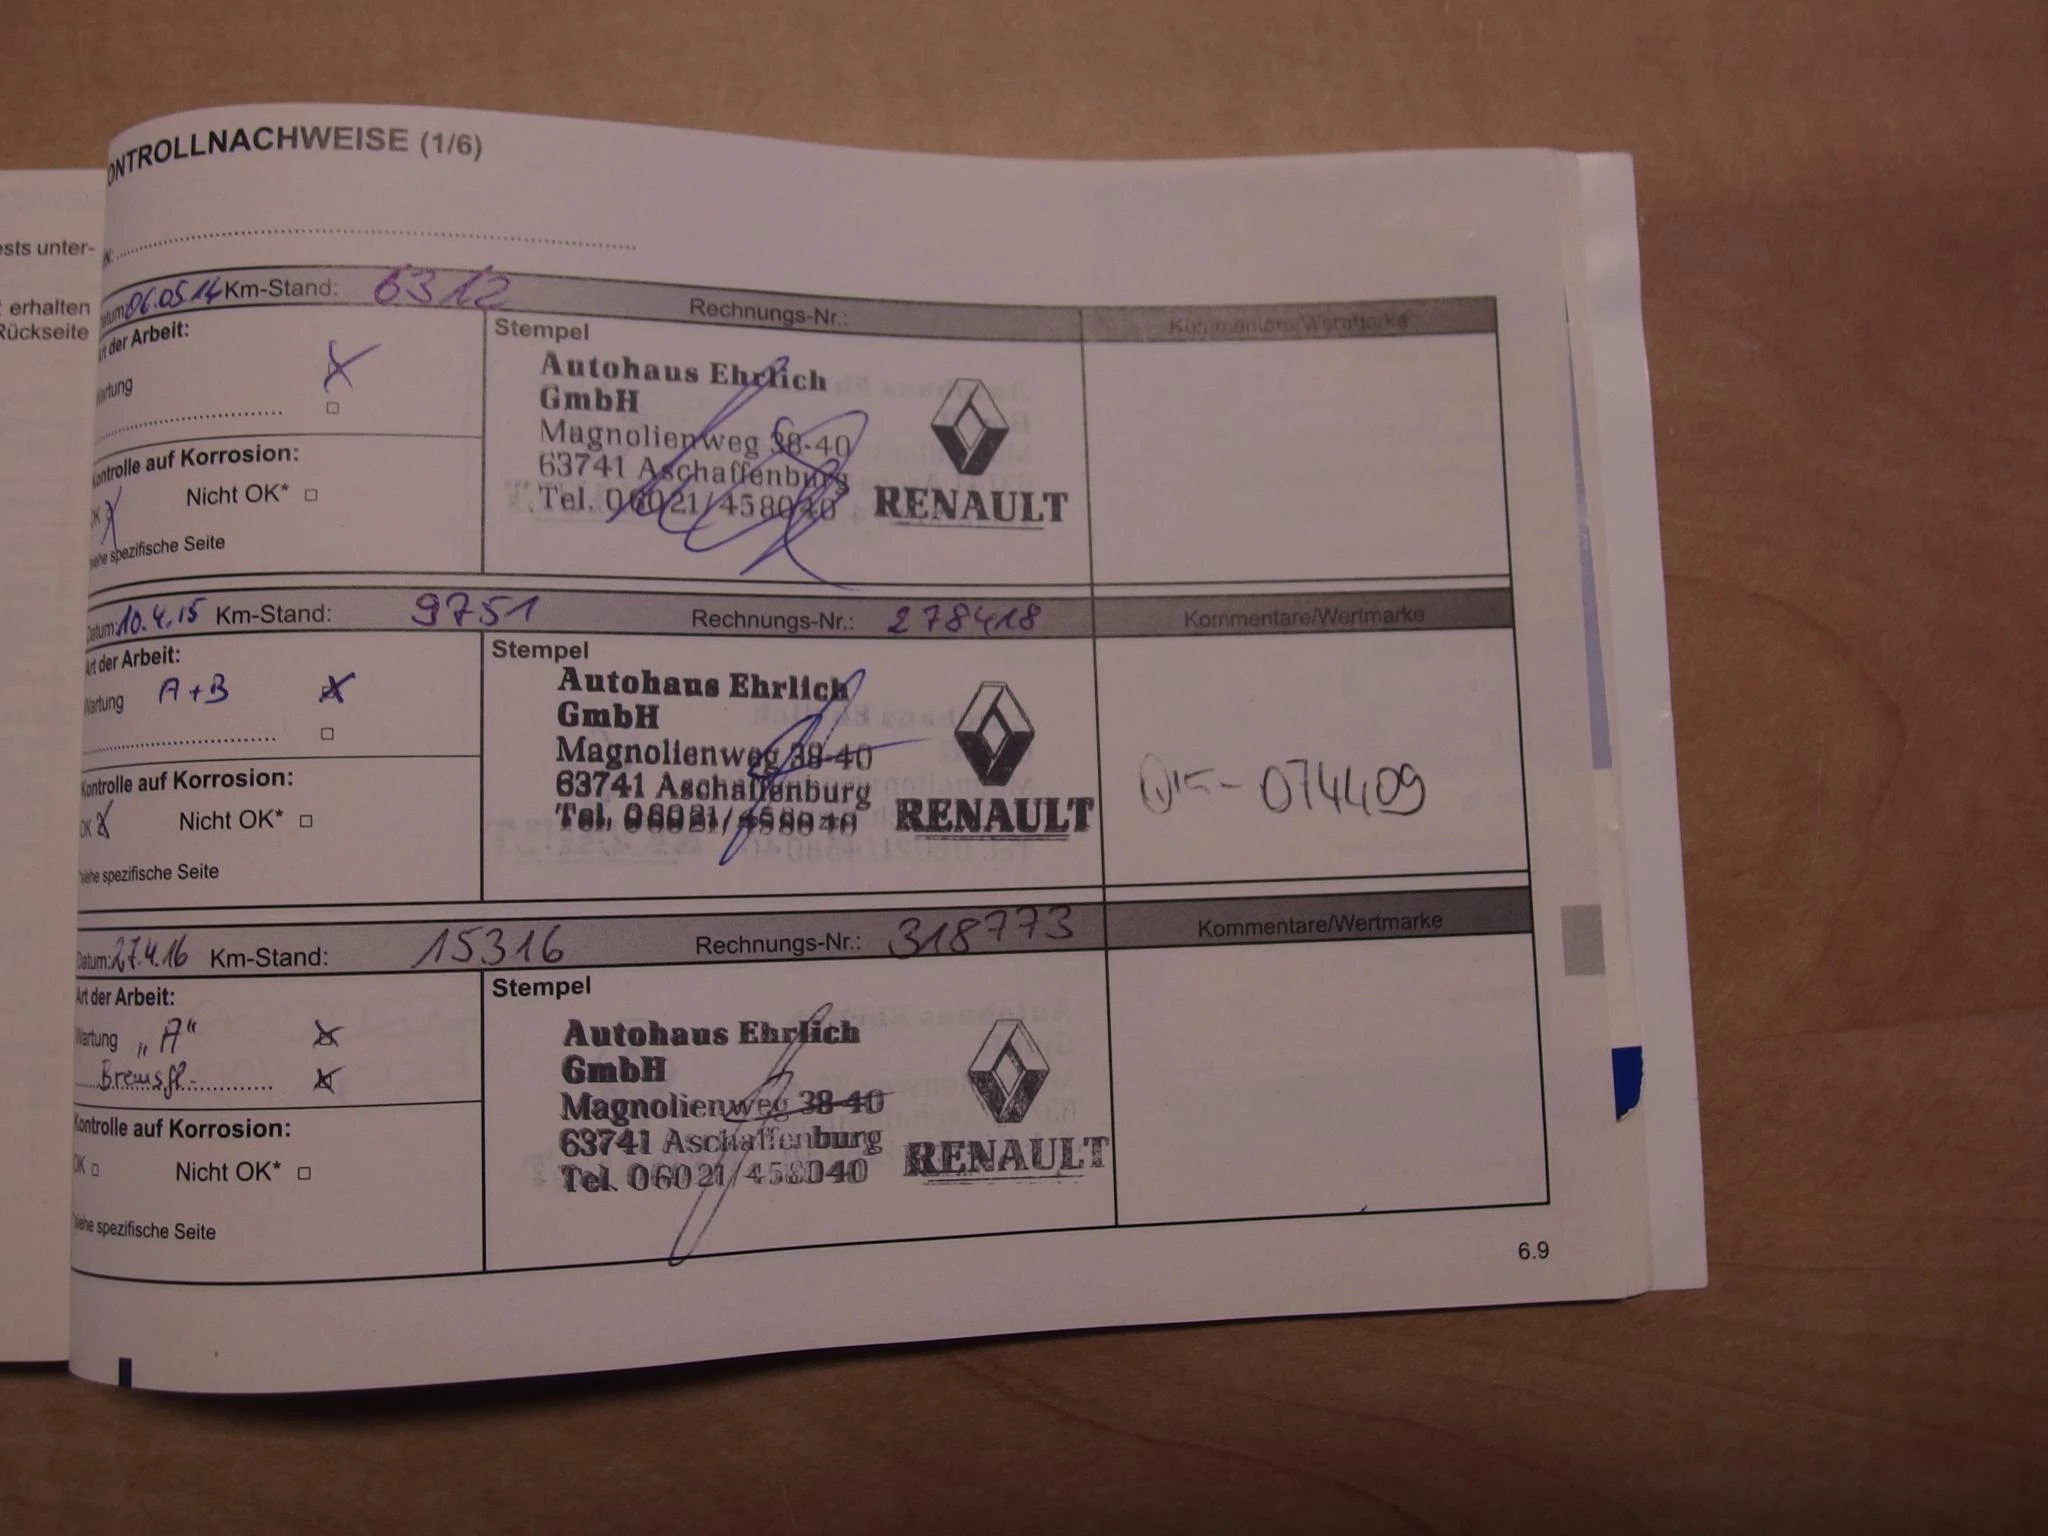 ests unter-
erhalten
Rückseite
ONTROLLNACHWEISE (1/6)
IN:
atum: 06.05.14 Km-Stand: 6312 Rechnungs-Nr.: Kommentare/Wertmarke
Art der Arbeit:
Wartung
Kontrolle auf Korrosion:
OK Nicht OK*
*siehe spezifische Seite
Stempel
Autohaus Ehrlich
GmbH
Magnolienweg 38-40
63741 Aschaffenburg
Tel. 06021/458040
RENAULT
Datum: 10.4.15 Km-Stand: 9751 Rechnungs-Nr.: 278418 Kommentare/Wertmarke
Art der Arbeit:
Wartung A+B
Kontrolle auf Korrosion:
OK Nicht OK*
*siehe spezifische Seite
Stempel
Autohaus Ehrlich
GmbH
Magnolienweg 38-40
63741 Aschaffenburg
Tel. 06021/458040
RENAULT
074409
Datum: 27.4.16 Km-Stand: 15316 Rechnungs-Nr.: 318773 Kommentare/Wertmarke
Art der Arbeit:
Wartung „A“
Bremsfl.
Kontrolle auf Korrosion:
OK Nicht OK*
*siehe spezifische Seite
Stempel
Autohaus Ehrlich
GmbH
Magnolienweg 38-40
63741 Aschaffenburg
Tel. 06021/458040
RENAULT
6.9